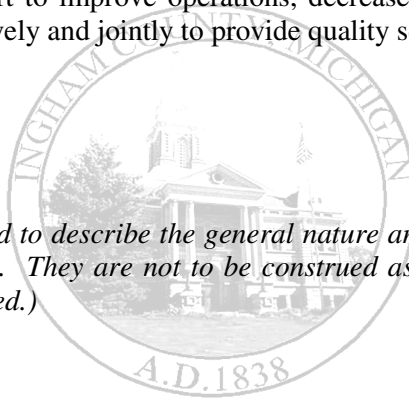 rt to improve operations, decrease
vely and jointly to provide quality s
INGHAM COUNTY, MICHIGAN
d to describe the general nature an
. They are not to be construed as
ed.)
A.D.1838